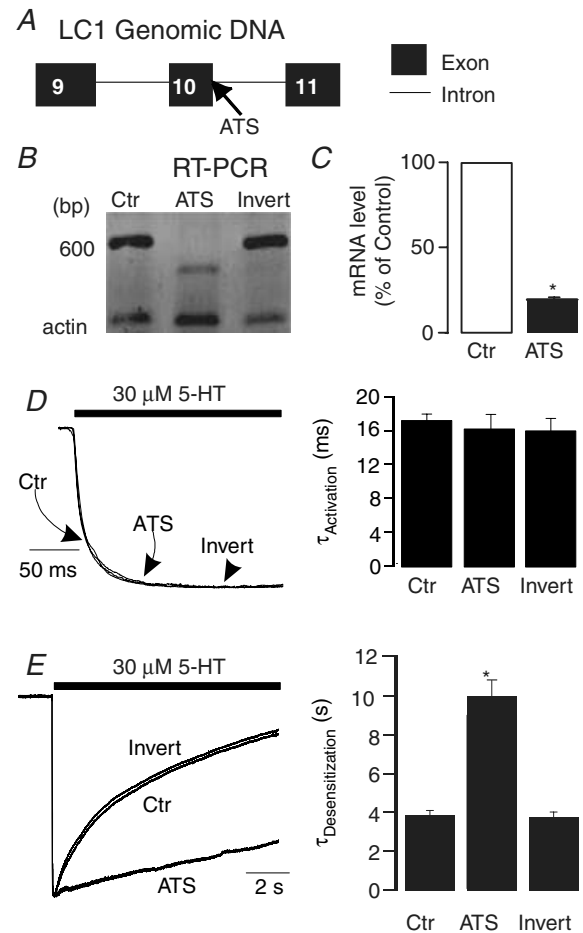 A LC1 Genomic DNA
9 10 11
ATS
Exon
Intron
B RT-PCR
(bp) Ctr ATS Invert
600
actin
C
mRNA level
(% of Control)
100
50
0
Ctr ATS
*
D 30 μM 5-HT
Ctr
ATS
Invert
50 ms
τActivation (ms)
20
16
12
8
4
0
Ctr ATS Invert
E 30 μM 5-HT
Invert
Ctr
ATS
2 s
τDesensitization (s)
12
10
8
6
4
2
0
*
Ctr ATS Invert